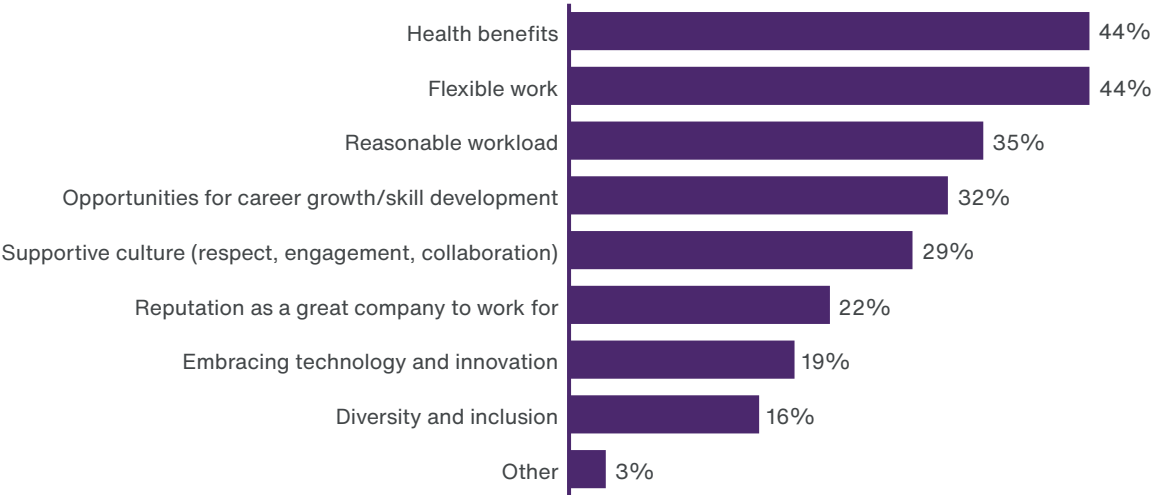 Health benefits 44%
Flexible work 44%
Reasonable workload 35%
Opportunities for career growth/skill development 32%
Supportive culture (respect, engagement, collaboration) 29%
Reputation as a great company to work for 22%
Embracing technology and innovation 19%
Diversity and inclusion 16%
Other 3%